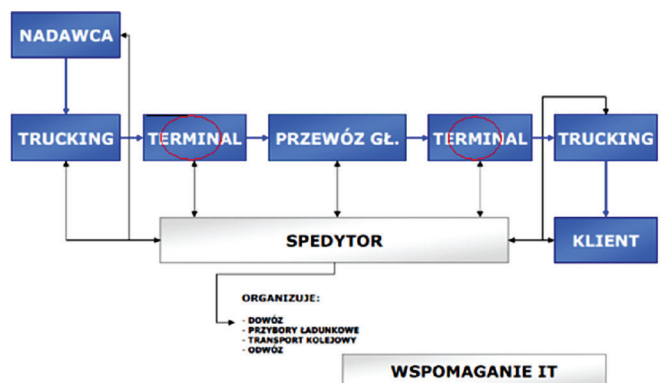 NADAWCA
TRUCKING
TERMINAL
PRZEWÓZ GŁ.
TERMINAL
TRUCKING
SPEDYTOR
KLIENT
ORGANIZUJE:
- DOWÓZ
- PRZYBORY ŁADUNKOWE
- TRANSPORT KOLEJOWY
- ODWÓZ
WSPOMAGANIE IT